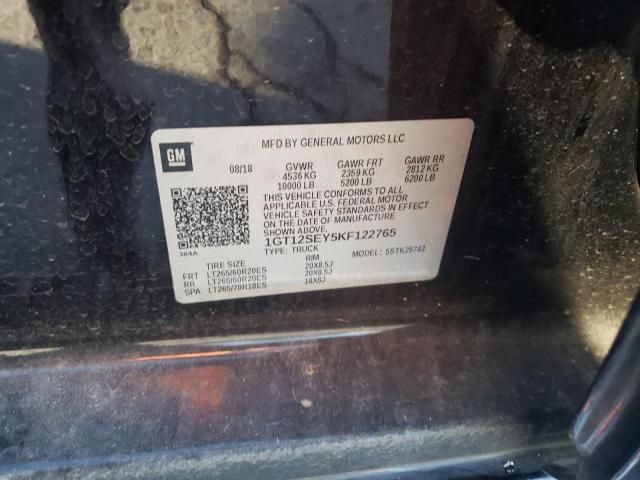 GM
MFD BY GENERAL MOTORS LLC
08/18 GVWR GAWR FRT GAWR RR
4536 KG 2359 KG 2812 KG
10000 LB 5200 LB 6200 LB
THIS VEHICLE CONFORMS TO ALL
APPLICABLE U.S. FEDERAL MOTOR
VEHICLE SAFETY STANDARDS IN EFFECT
ON THE DATE OF MANUFACTURE
SHOWN ABOVE.
384A 1GT12SEY5KF122765
TYPE: TRUCK MODEL: 5STK25743
TIRE SIZE RIM
FRT LT265/60R20ES 20X8.5J
RR LT265/60R20ES 20X8.5J
SPA LT265/70R18ES 18X8J